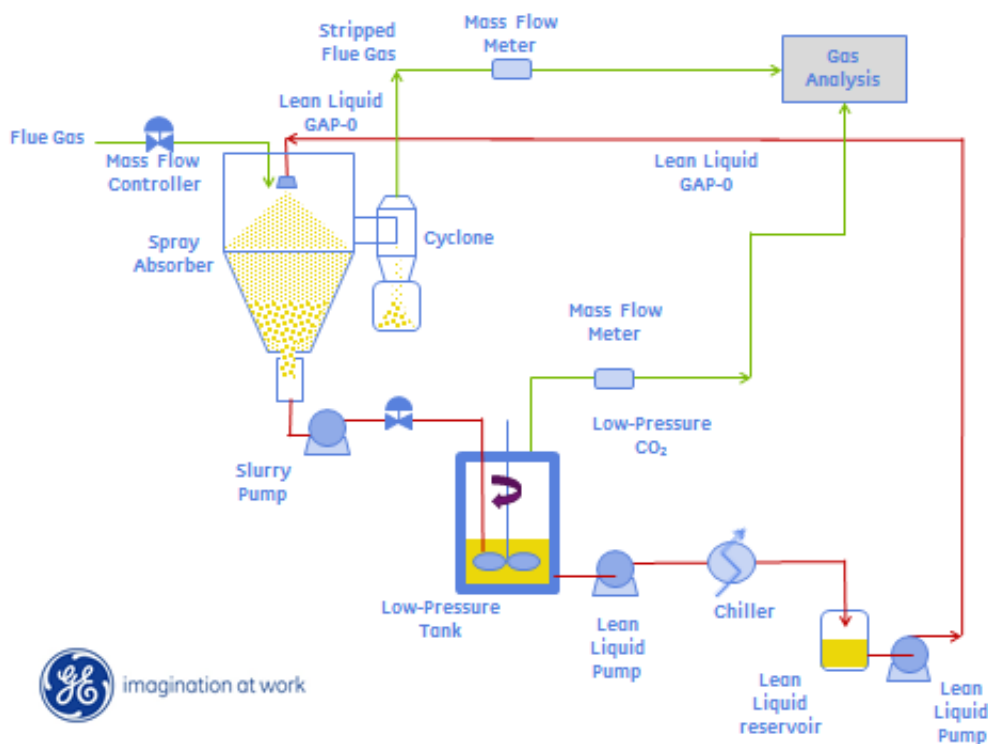 Stripped
Flue Gas
Mass Flow
Meter
Gas
Analysis
Lean Liquid
GAP-0
Flue Gas
Mass Flow
Controller
Lean Liquid
GAP-0
Spray
Absorber
Cyclone
Mass Flow
Meter
Low-Pressure
CO₂
Slurry
Pump
Low-Pressure
Tank
Lean
Liquid
Pump
Chiller
Lean
Liquid
reservoir
Lean
Liquid
Pump
GE
imagination at work